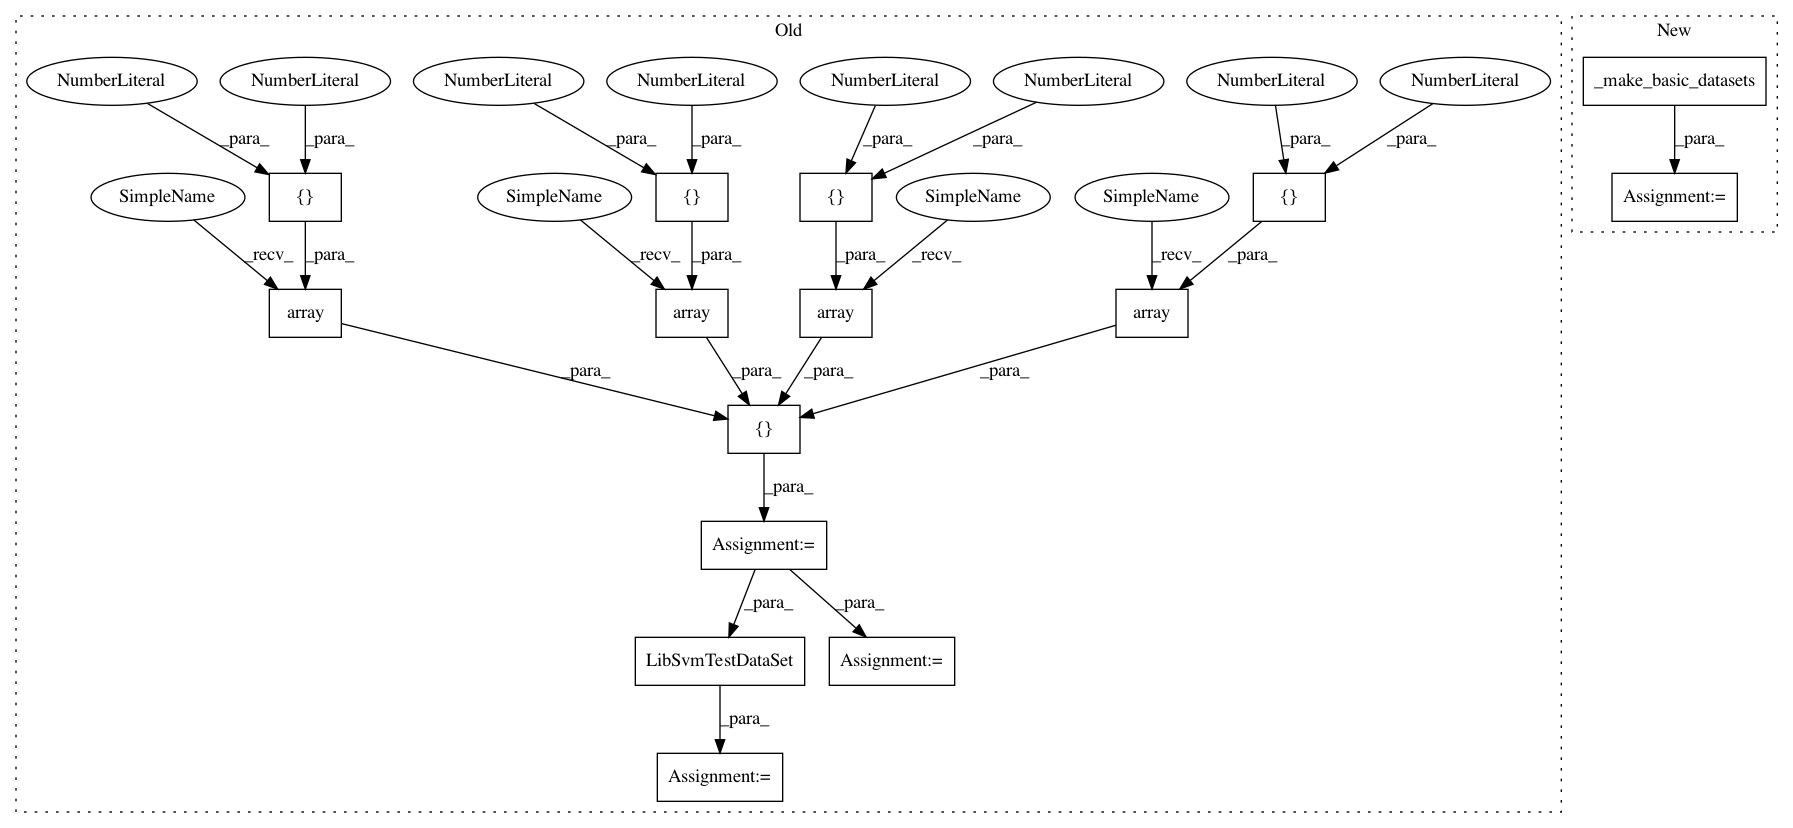 Old
New
NumberLiteral NumberLiteral NumberLiteral NumberLiteral NumberLiteral NumberLiteral NumberLiteral NumberLiteral _make_basic_datasets
_para_ _para_ _para_ _para_ _para_ _para_ _para_ _para_ _para_
SimpleName {} SimpleName {} {} SimpleName SimpleName {} Assignment:=
_recv_ _para_ _recv_ _para_ _para_ _recv_ _recv_ _para_
array array array array
_para_ _para_ _para_ _para_
{}
_para_
Assignment:=
_para_ _para_
LibSvmTestDataSet Assignment:=
_para_
Assignment:=